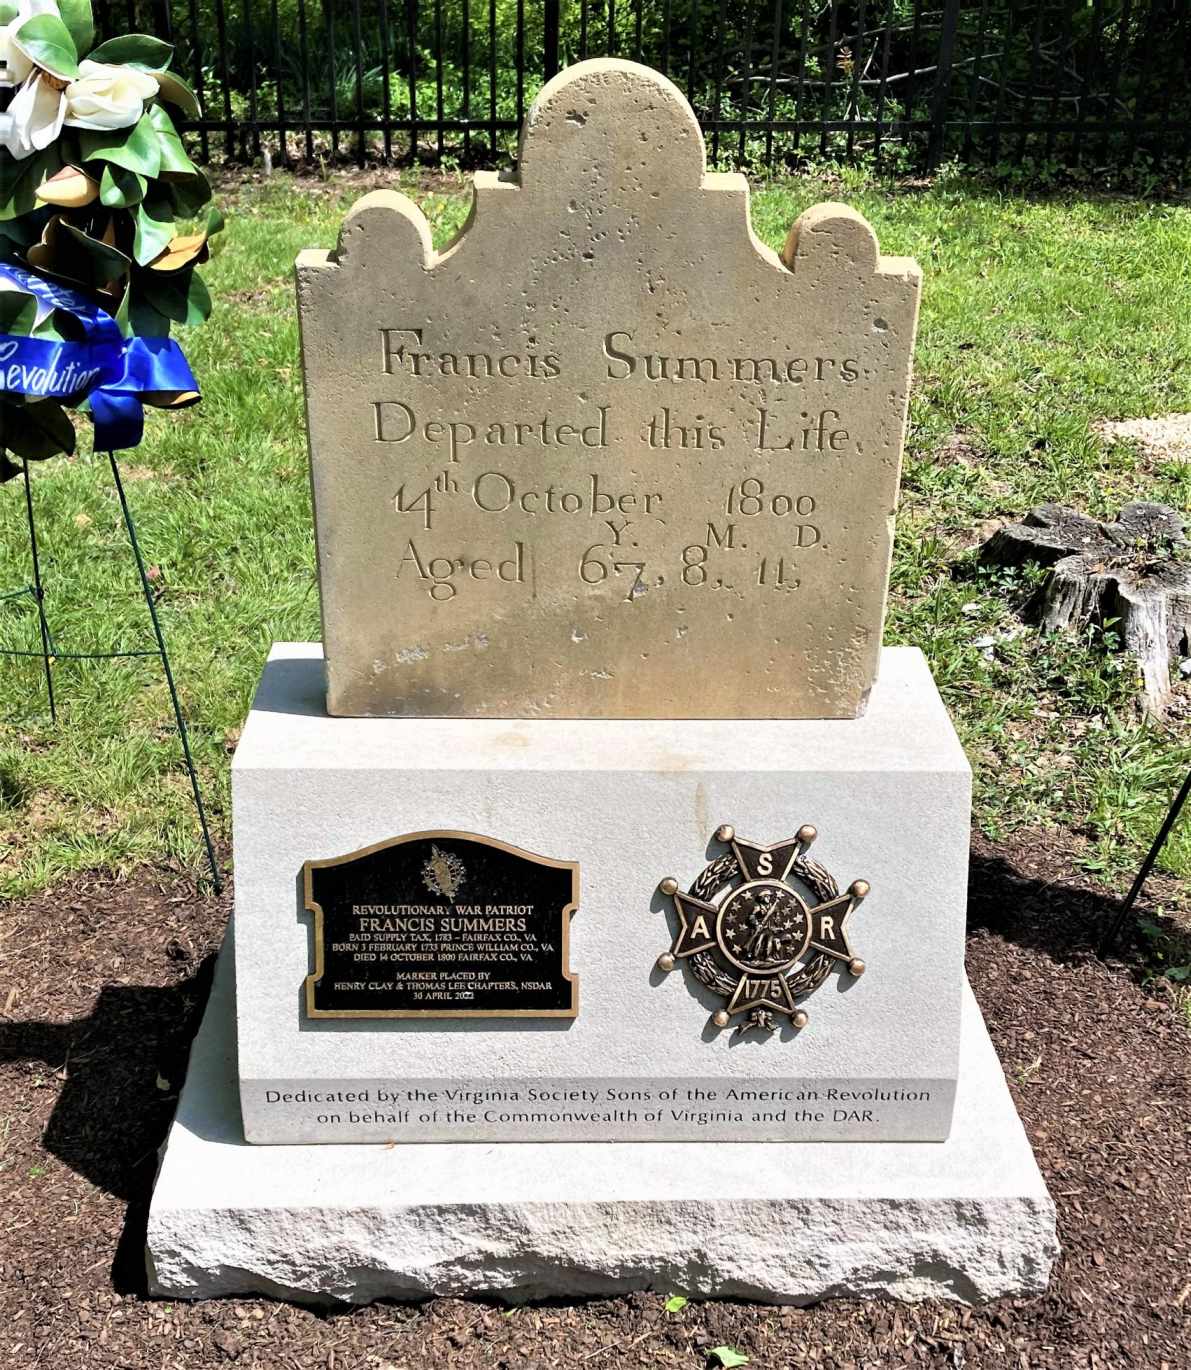 Francis Summers
Departed this Life,
14th October 1800
Y. M. D.
Aged 67, 8, 11,
Revolution
REVOLUTIONARY WAR PATRIOT
FRANCIS SUMMERS
PAID SUPPLY TAX, 1783 - FAIRFAX CO., VA
BORN 3 FEBRUARY 1733 PRINCE WILLIAM CO., VA
DIED 14 OCTOBER 1800 FAIRFAX CO., VA
MARKER PLACED BY
HENRY CLAY & THOMAS LEE CHAPTERS, NSDAR
30 APRIL 2022
S
A R
1775
Dedicated by the Virginia Society Sons of the American Revolution
on behalf of the Commonwealth of Virginia and the DAR.